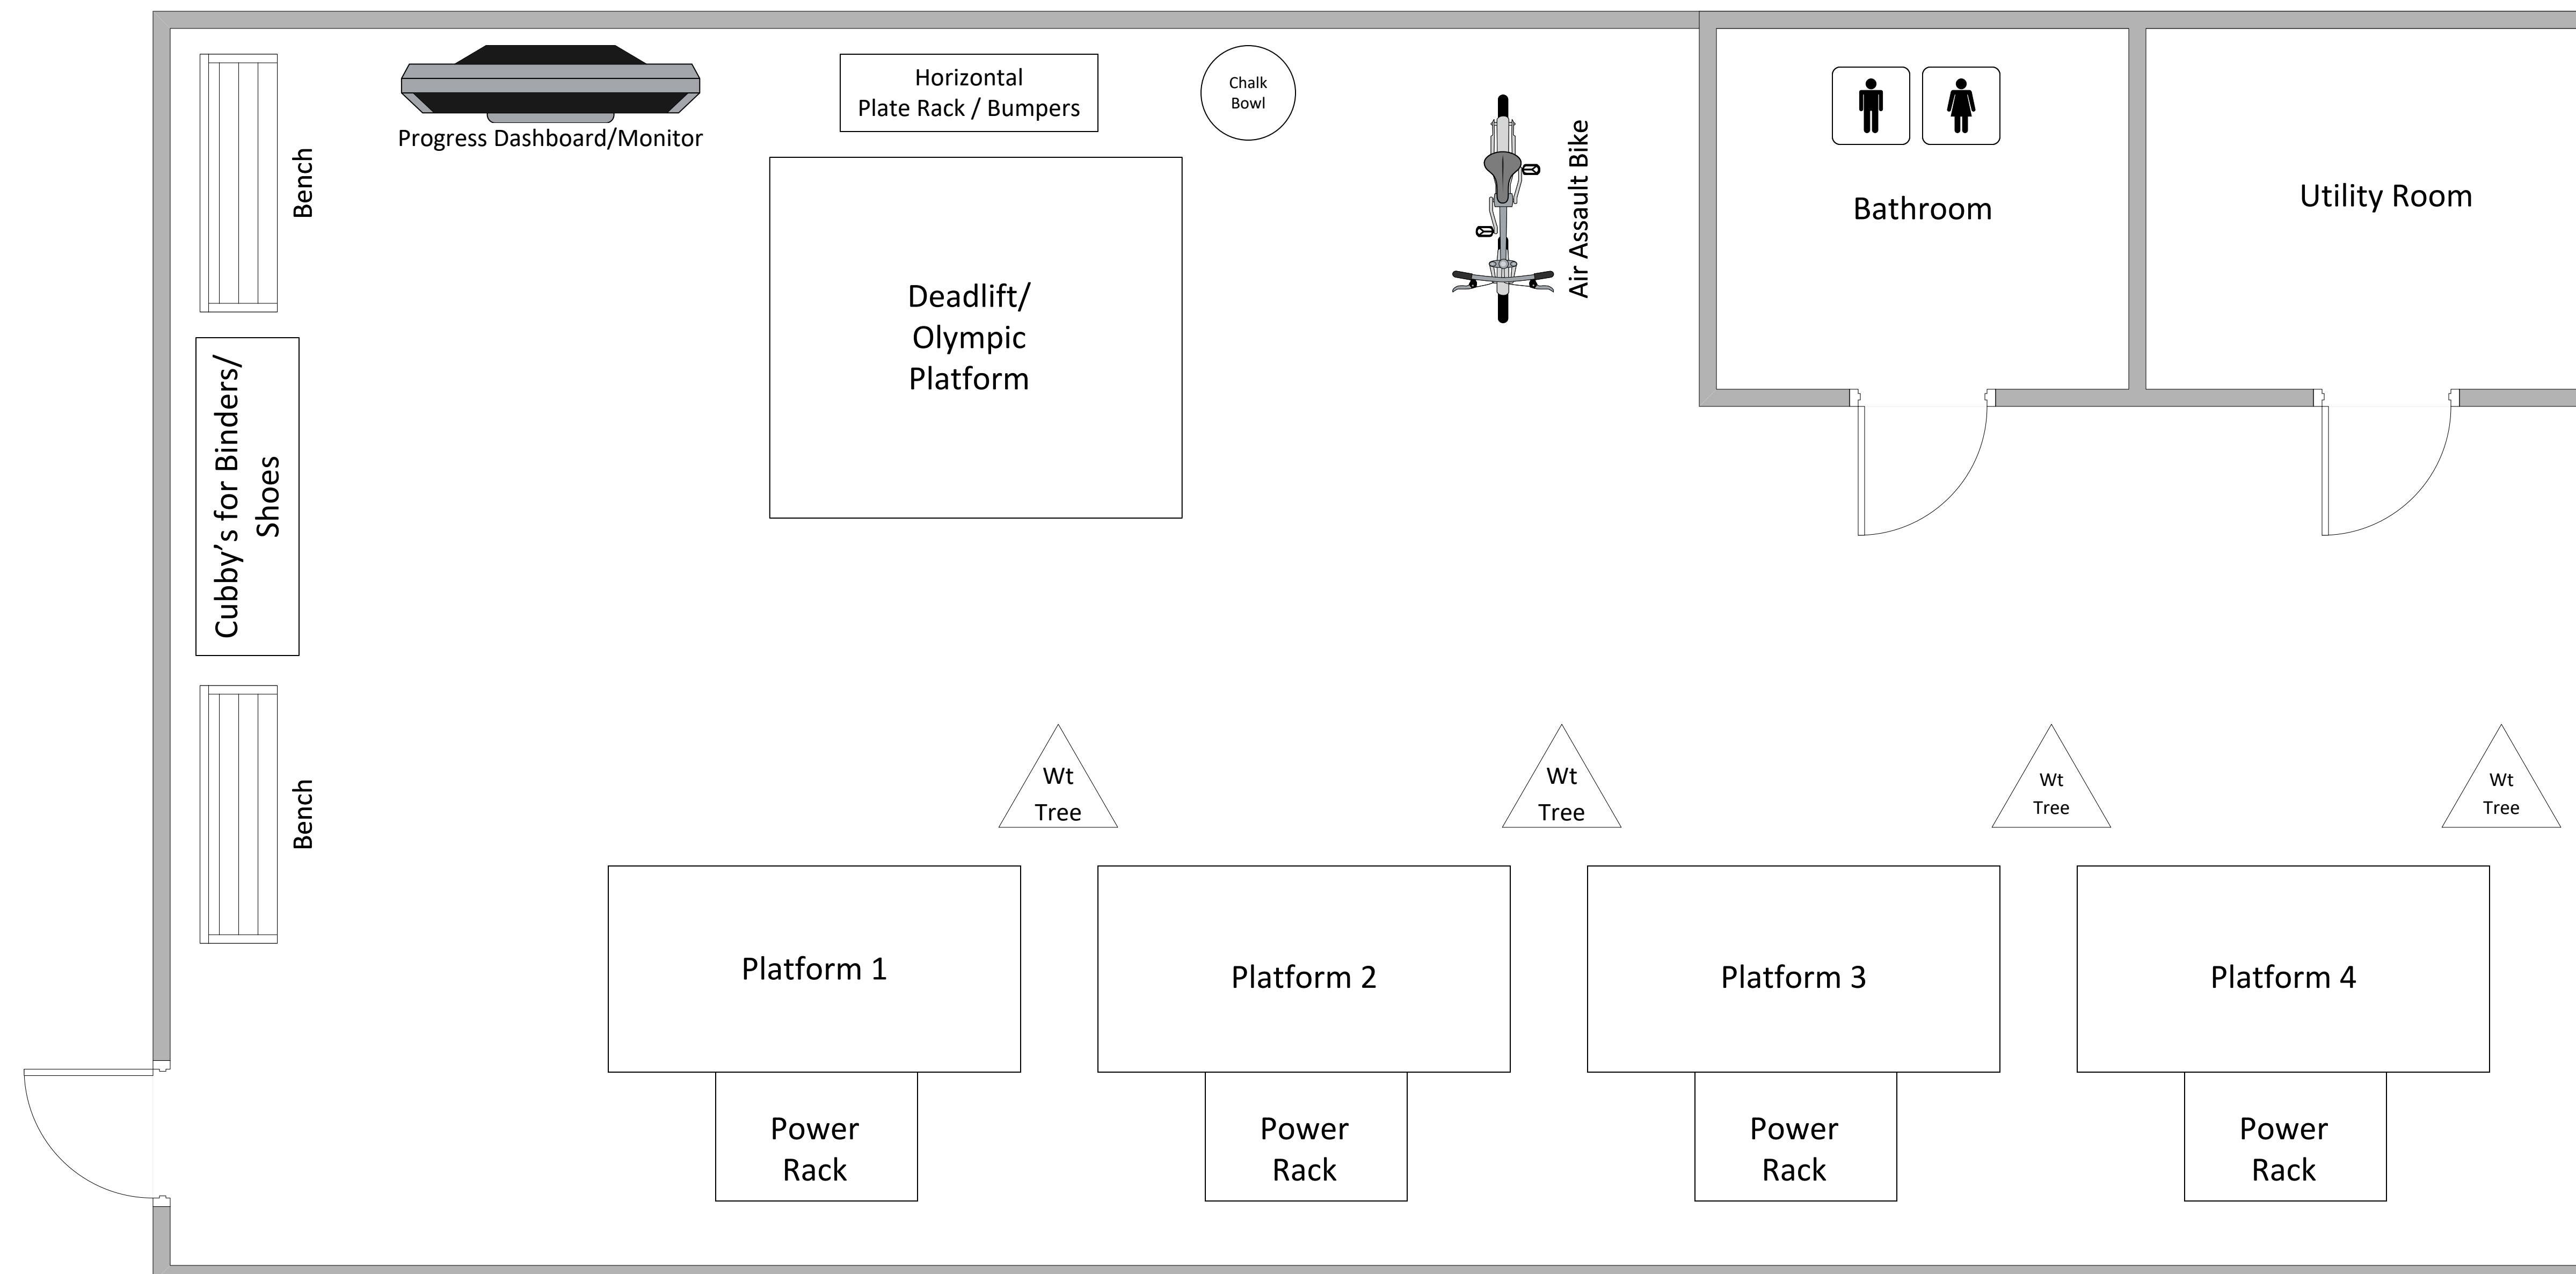 Horizontal
Plate Rack / Bumpers
Chalk
Bowl
Progress Dashboard/Monitor
Bench
Air Assault Bike
Bathroom
Utility Room
Deadlift/
Olympic
Platform
Cubby’s for Binders/
Shoes
Bench
Wt
Tree
Wt
Tree
Wt
Tree
Wt
Tree
Platform 1
Platform 2
Platform 3
Platform 4
Power
Rack
Power
Rack
Power
Rack
Power
Rack